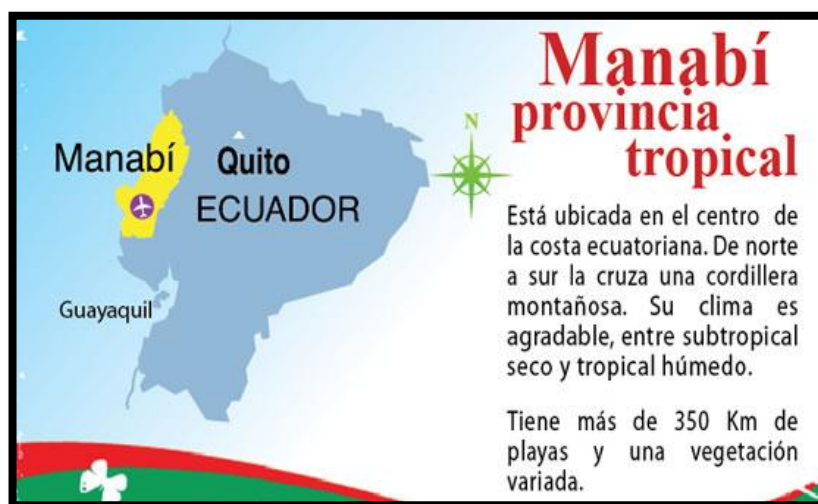 Manabí
provincia
tropical
Manabí
Quito
ECUADOR
Guayaquil
N
Está ubicada en el centro de
la costa ecuatoriana. De norte
a sur la cruza una cordillera
montañosa. Su clima es
agradable, entre subtropical
seco y tropical húmedo.
Tiene más de 350 Km de
playas y una vegetación
variada.